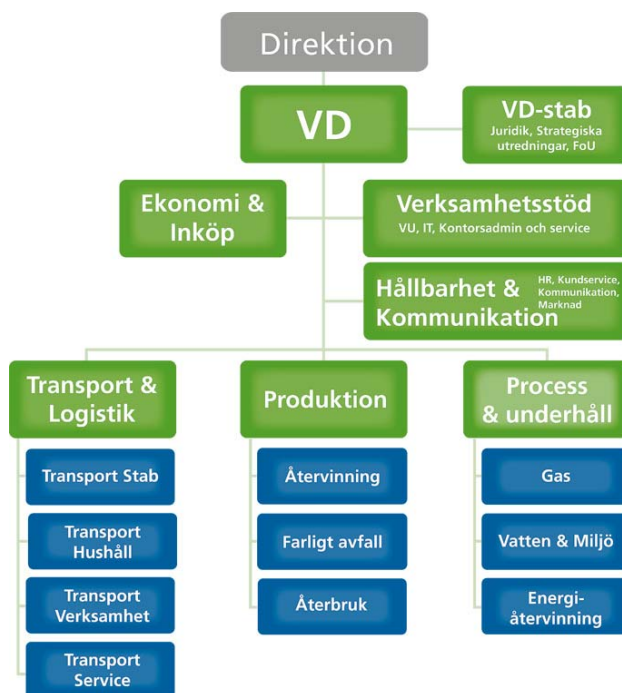 Direktion
VD
VD-stab
Juridik, Strategiska
utredningar, FoU
Ekonomi &
Inköp
Verksamhetsstöd
VU, IT, Kontorsadmin och service
Hållbarhet &
Kommunikation
HR, Kundservice,
Kommunikation,
Marknad
Transport &
Logistik
Transport Stab
Transport
Hushåll
Transport
Verksamhet
Transport
Service
Produktion
Återvinning
Farligt avfall
Återbruk
Process
& underhåll
Gas
Vatten & Miljö
Energi-
återvinning